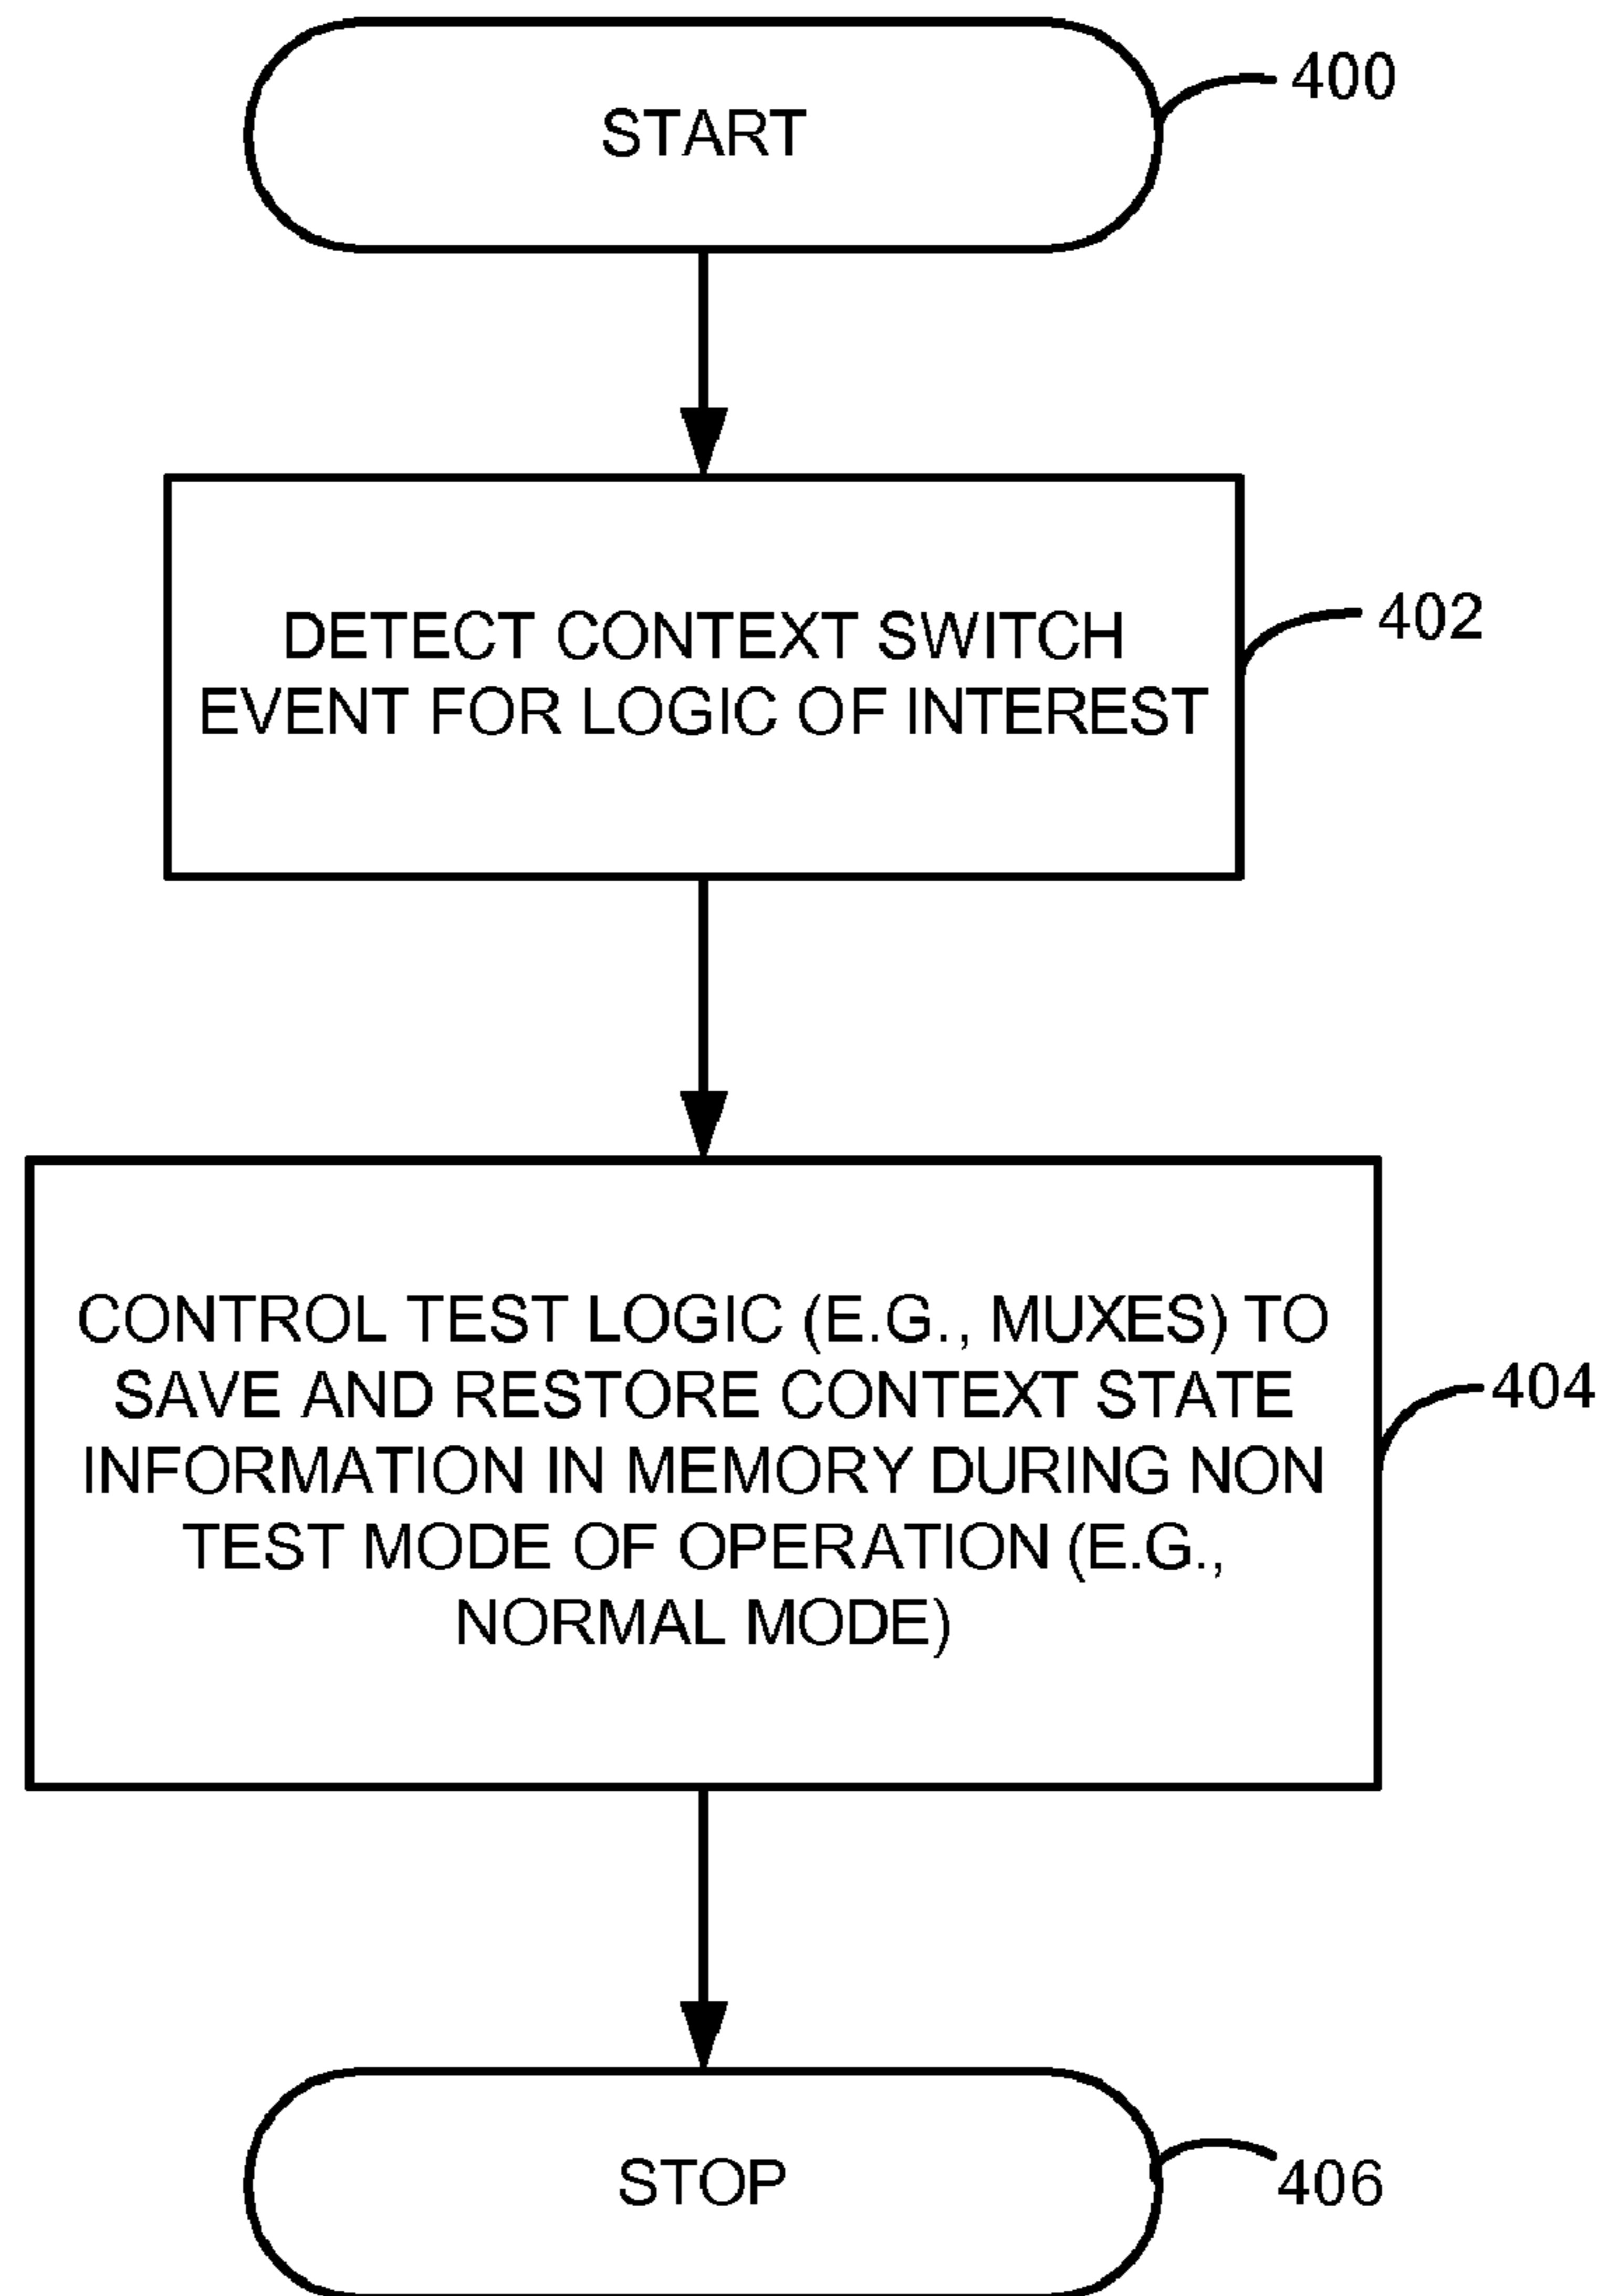 START
400
DETECT CONTEXT SWITCH
EVENT FOR LOGIC OF INTEREST
402
CONTROL TEST LOGIC (E.G., MUXES) TO
SAVE AND RESTORE CONTEXT STATE
INFORMATION IN MEMORY DURING NON
TEST MODE OF OPERATION (E.G.,
NORMAL MODE)
404
STOP
406